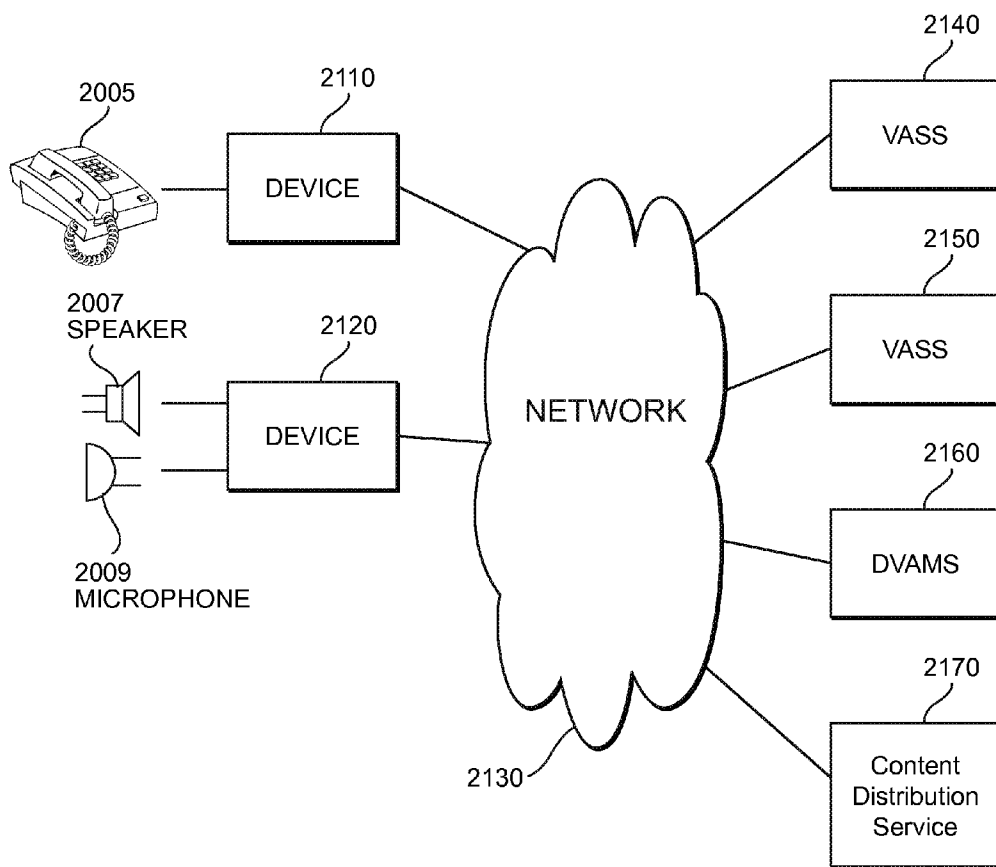 2005
2110
DEVICE
2007
SPEAKER
2120
DEVICE
2009
MICROPHONE
NETWORK
2130
2140
VASS
2150
VASS
2160
DVAMS
2170
Content
Distribution
Service